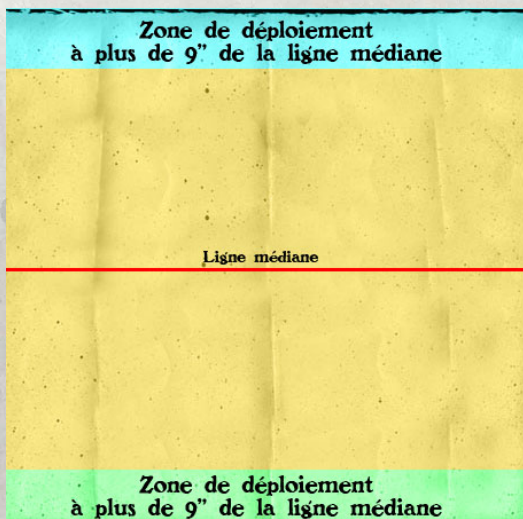 Zone de déploiement
à plus de 9" de la ligne médiane
Ligne médiane
Zone de déploiement
à plus de 9" de la ligne médiane